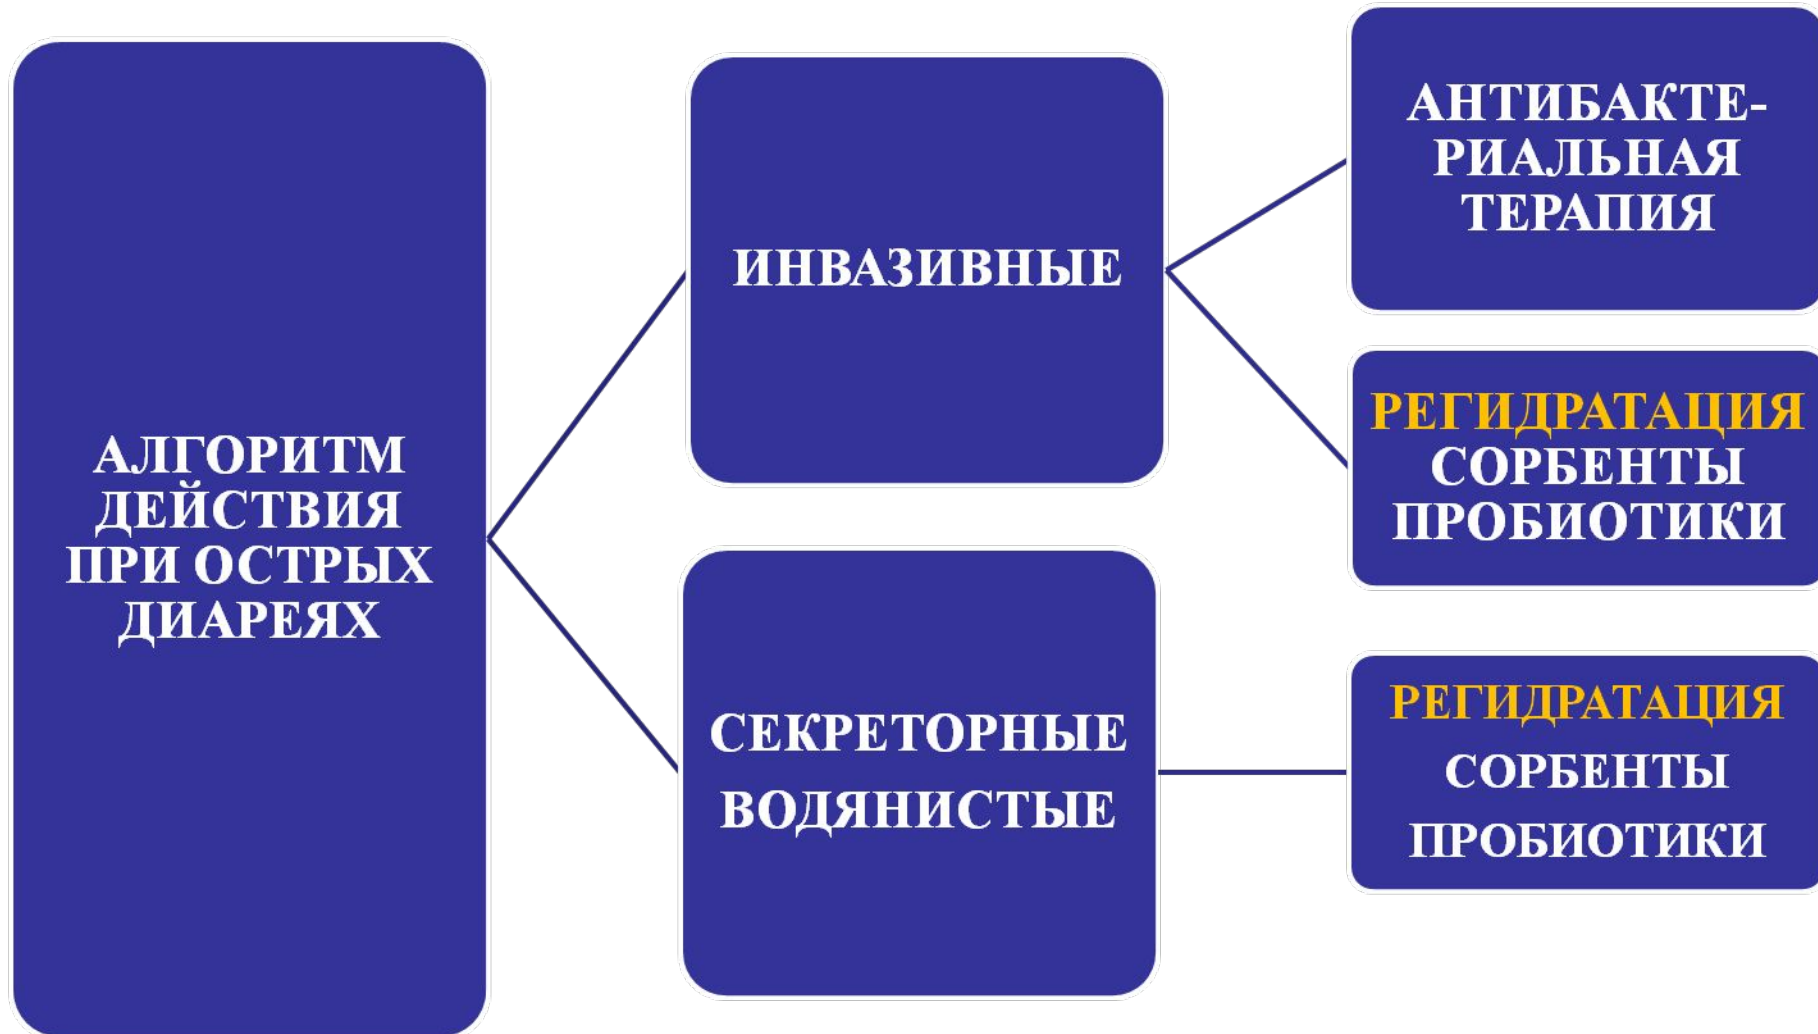 АЛГОРИТМ
ДЕЙСТВИЯ
ПРИ ОСТРЫХ
ДИАРЕЯХ
ИНВАЗИВНЫЕ
АНТИБАКТЕ-
РИАЛЬНАЯ
ТЕРАПИЯ
РЕГИДРАТАЦИЯ
СОРБЕНТЫ
ПРОБИОТИКИ
СЕКРЕТОРНЫЕ
ВОДЯНИСТЫЕ
РЕГИДРАТАЦИЯ
СОРБЕНТЫ
ПРОБИОТИКИ